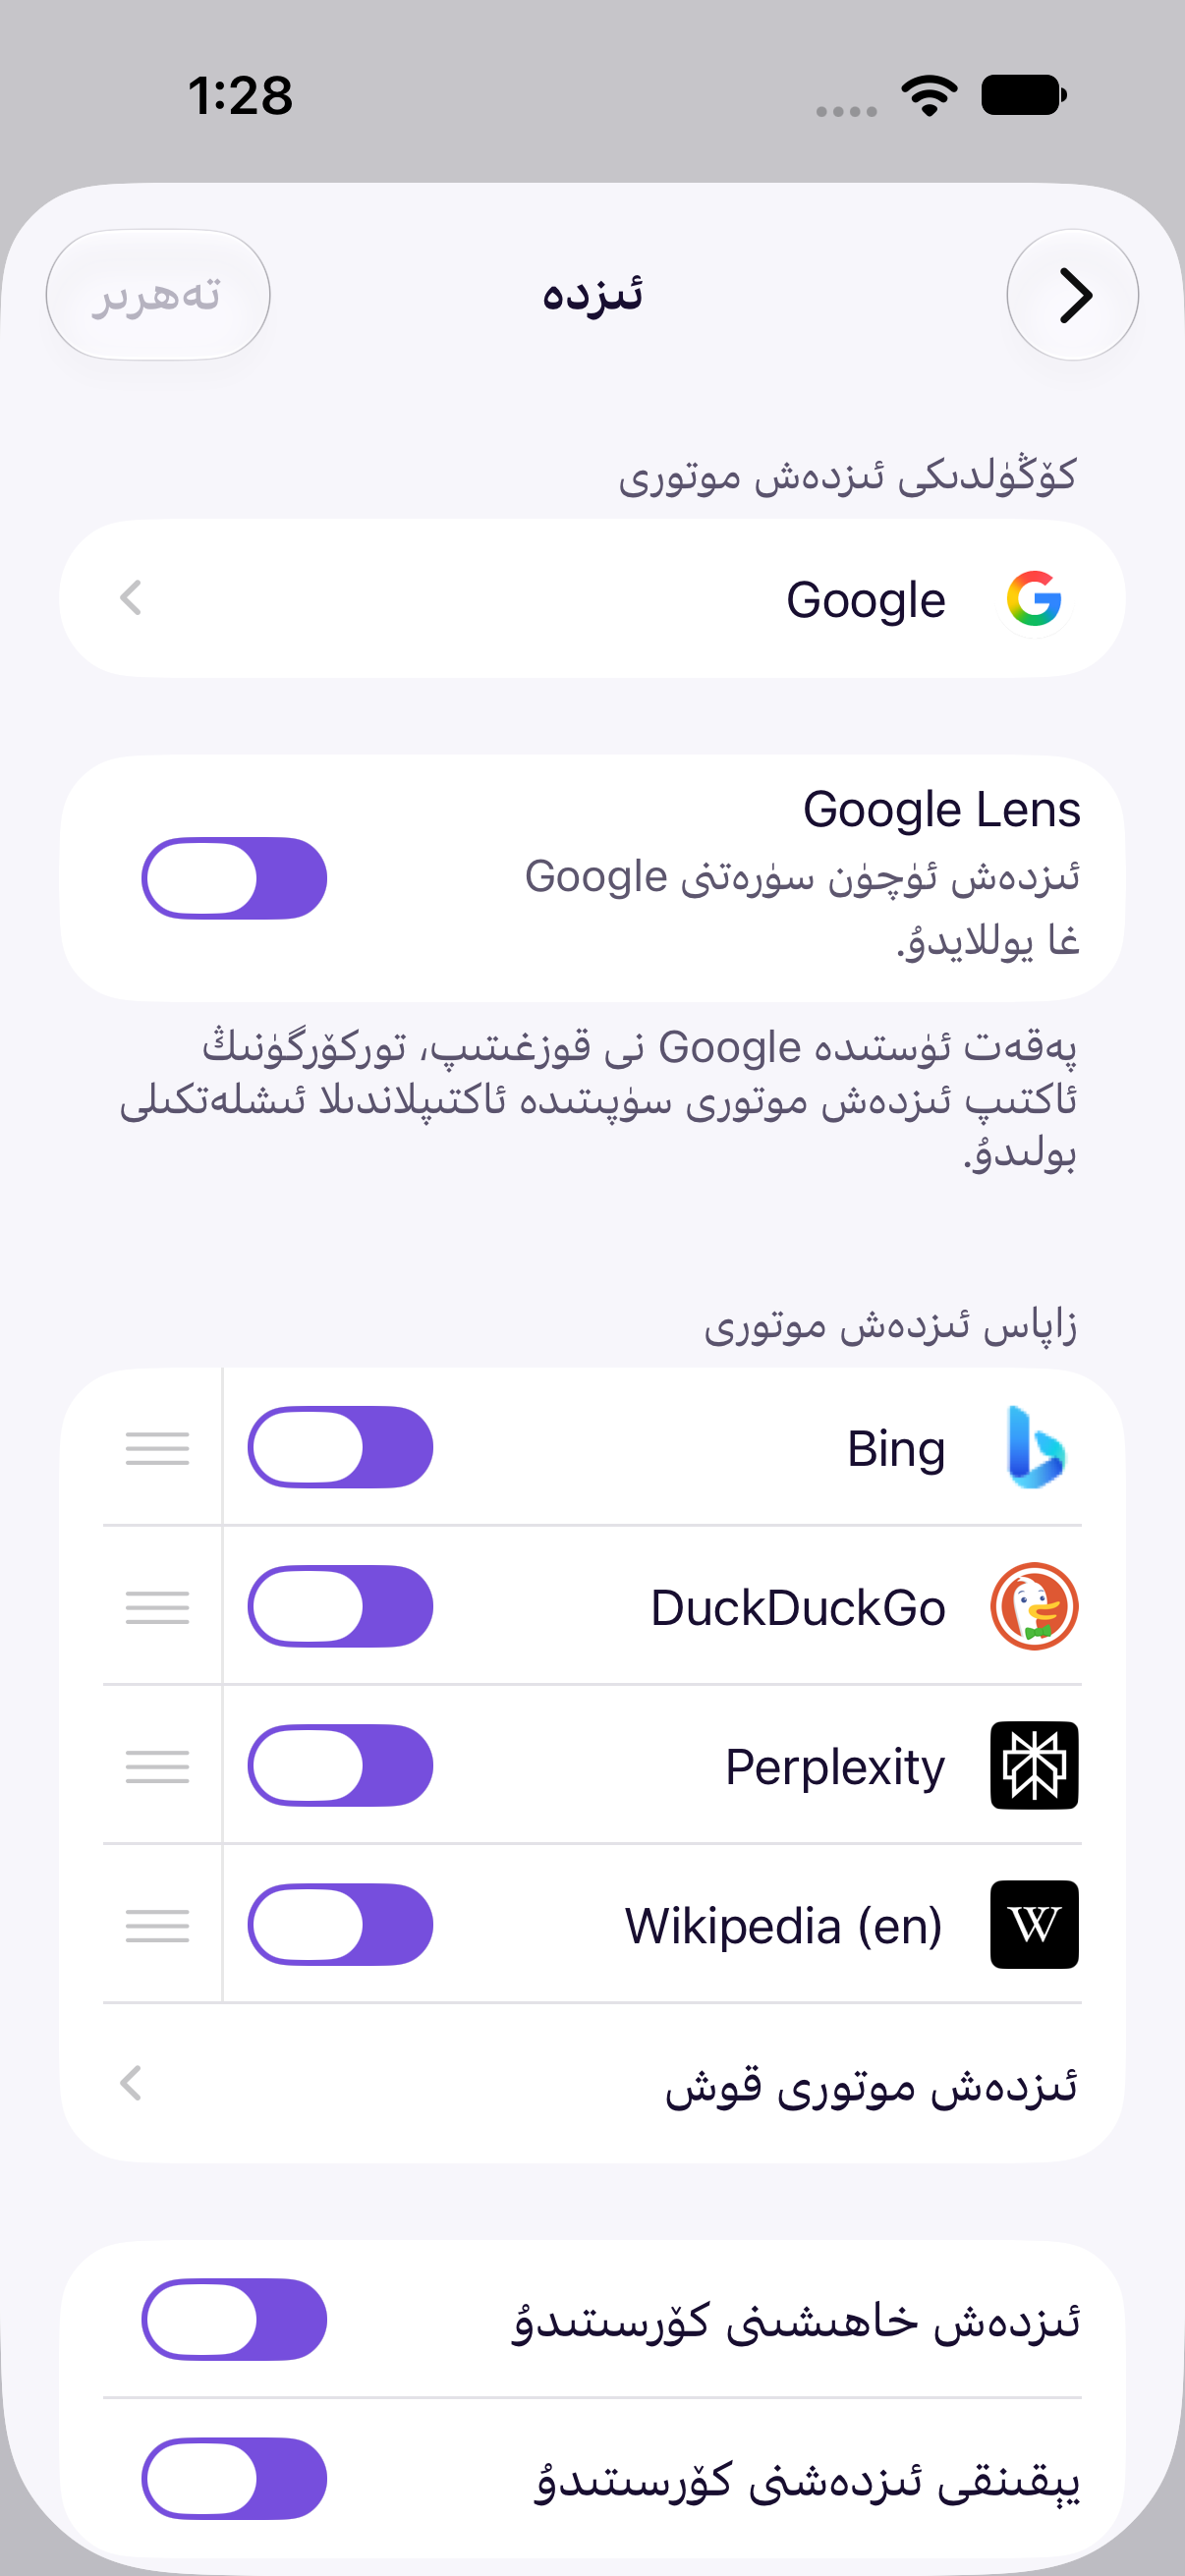 1:28
ئىزدە
تەھرىر
كۆڭۈلدىكى ئىزدەش موتورى
Google
Google Lens
ئىزدەش ئۈچۈن سۈرەتنى Google
غا يوللايدۇ.
پەقەت ئۈستىدە Google نى قوزغىتىپ، توركۆرگۈنىڭ
ئاكتىپ ئىزدەش موتورى سۈپىتىدە ئاكتىپلاندىلا ئىشلەتكىلى
بولىدۇ.
زاپاس ئىزدەش موتورى
Bing
DuckDuckGo
Perplexity
W
Wikipedia (en)
ئىزدەش موتورى قوش
ئىزدەش خاھىشىنى كۆرسىتىدۇ
يېقىنقى ئىزدەشنى كۆرسىتىدۇ